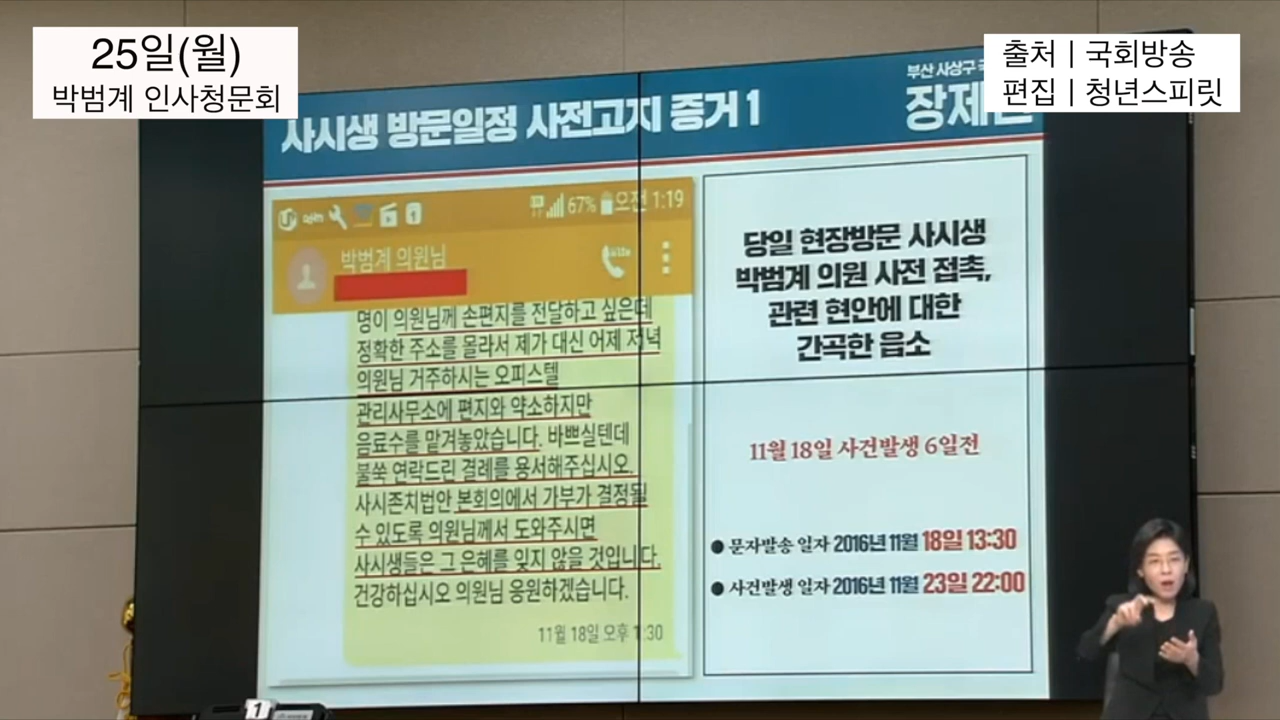 25일(월)
박범계 인사청문회
출처 | 국회방송
편집 | 청년스피릿
부산 사상구
사시생 방문일정 사전고지 증거 1
장제
67% 오전 1:19
박범계 의원님
명이 의원님께 손편지를 전달하고 싶은데
정확한 주소를 몰라서 제가 대신 어제 저녁
의원님 거주하시는 오피스텔
관리사무소에 편지와 약소하지만
음료수를 맡겨놓았습니다. 바쁘실텐데
불쑥 연락드린 결례를 용서해주십시오.
사시존치법안 본회의에서 가부가 결정될
수 있도록 의원님께서 도와주시면
사시생들은 그 은혜를 잊지 않을 것입니다.
건강하십시오 의원님 응원하겠습니다.
11월 18일 오후 1:30
당일 현장방문 사시생
박범계 의원 사전 접촉,
관련 현안에 대한
간곡한 읍소
11월 18일 사건발생 6일전
● 문자발송 일자 2016년 11월 18일 13:30
● 사건발생 일자 2016년 11월 23일 22:00
1